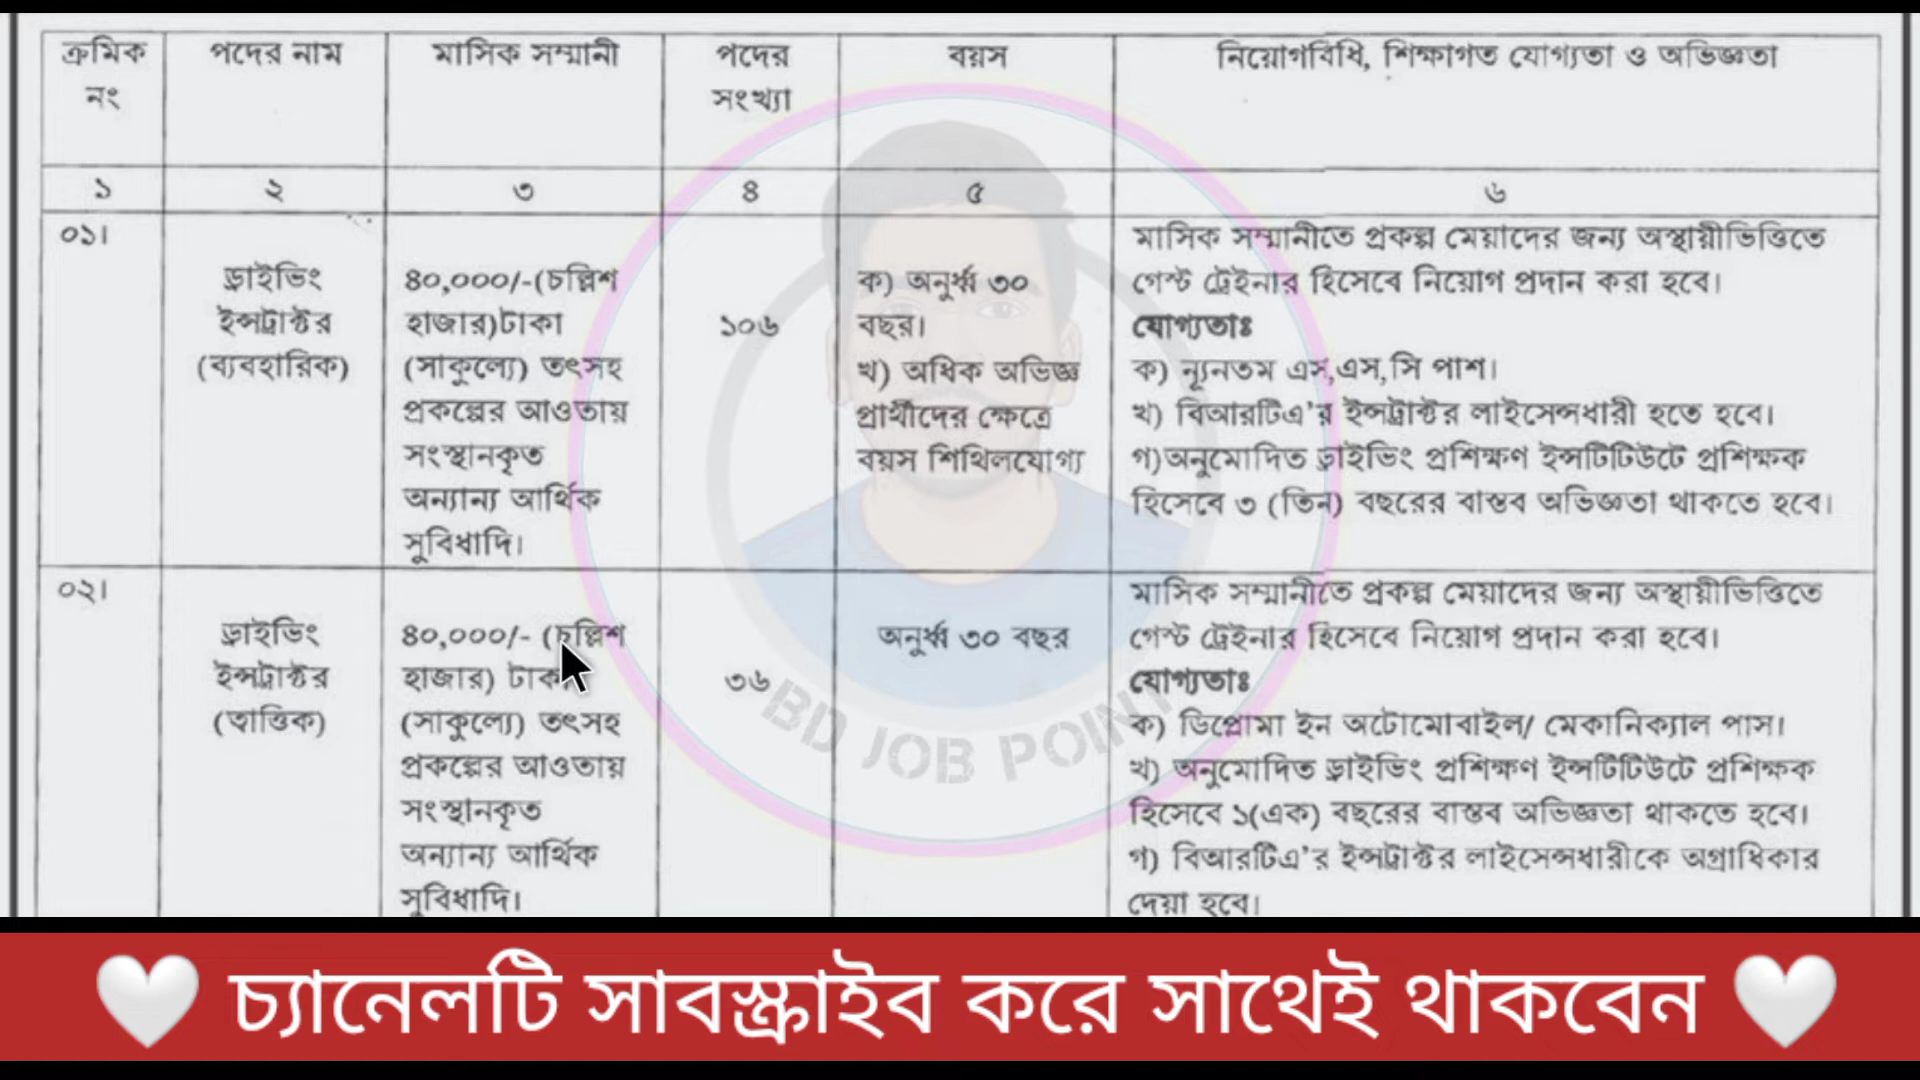 ক্রমিক নং
পদের নাম
মাসিক সম্মানী
পদের সংখ্যা
বয়স
নিয়োগবিধি, শিক্ষাগত যোগ্যতা ও অভিজ্ঞতা
১
২
৩
৪
৫
৬
০১।
ড্রাইভিং
ইন্সট্রাক্টর
(ব্যবহারিক)
৪০,০০০/-(চল্লিশ
হাজার)টাকা
(সাকুল্যে) তৎসহ
প্রকল্পের আওতায়
সংস্থানকৃত
অন্যান্য আর্থিক
সুবিধাদি।
১০৬
ক) অনুর্ধ্ব ৩০
বছর।
খ) অধিক অভিজ্ঞ
প্রার্থীদের ক্ষেত্রে
বয়স শিথিলযোগ্য
মাসিক সম্মানীতে প্রকল্প মেয়াদের জন্য অস্থায়ীভিত্তিতে
গেস্ট ট্রেইনার হিসেবে নিয়োগ প্রদান করা হবে।
যোগ্যতাঃ
ক) ন্যূনতম এস,এস,সি পাশ।
খ) বিআরটিএ'র ইন্সট্রাক্টর লাইসেন্সধারী হতে হবে।
গ)অনুমোদিত ড্রাইভিং প্রশিক্ষণ ইন্সটিটিউটে প্রশিক্ষক
হিসেবে ৩ (তিন) বছরের বাস্তব অভিজ্ঞতা থাকতে হবে।
০২।
ড্রাইভিং
ইন্সট্রাক্টর
(ত্বাত্তিক)
৪০,০০০/- (চল্লিশ
হাজার) টাকা
(সাকুল্যে) তৎসহ
প্রকল্পের আওতায়
সংস্থানকৃত
অন্যান্য আর্থিক
সুবিধাদি।
৩৬
অনুর্ধ্ব ৩০ বছর
মাসিক সম্মানীতে প্রকল্প মেয়াদের জন্য অস্থায়ীভিত্তিতে
গেস্ট ট্রেইনার হিসেবে নিয়োগ প্রদান করা হবে।
যোগ্যতাঃ
ক) ডিপ্লোমা ইন অটোমোবাইল/ মেকানিক্যাল পাস।
খ) অনুমোদিত ড্রাইভিং প্রশিক্ষণ ইন্সটিটিউটে প্রশিক্ষক
হিসেবে ১(এক) বছরের বাস্তব অভিজ্ঞতা থাকতে হবে।
গ) বিআরটিএ'র ইন্সট্রাক্টর লাইসেন্সধারীকে অগ্রাধিকার
দেয়া হবে।
BD JOB POINT
চ্যানেলটি সাবস্ক্রাইব করে সাথেই থাকবেন